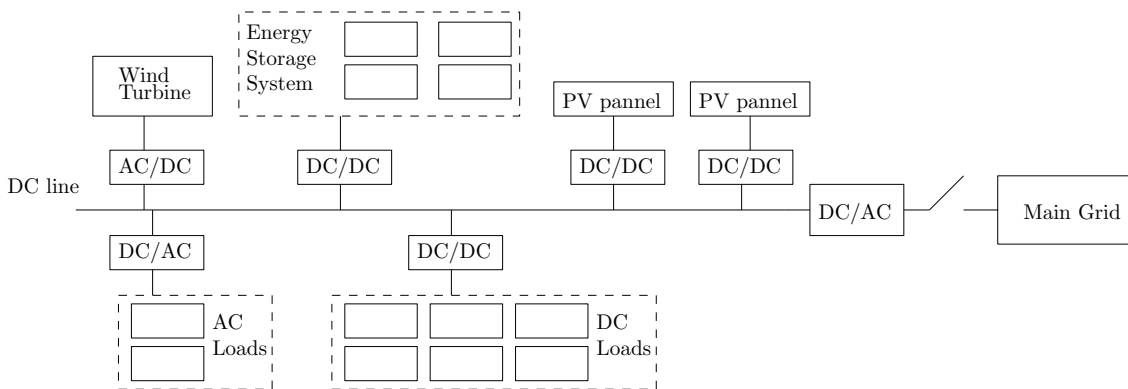 Energy
Storage
System
Wind
Turbine
PV pannel
PV pannel
AC/DC
DC/DC
DC/DC
DC/DC
DC line
DC/AC
Main Grid
DC/AC
DC/DC
AC
Loads
DC
Loads